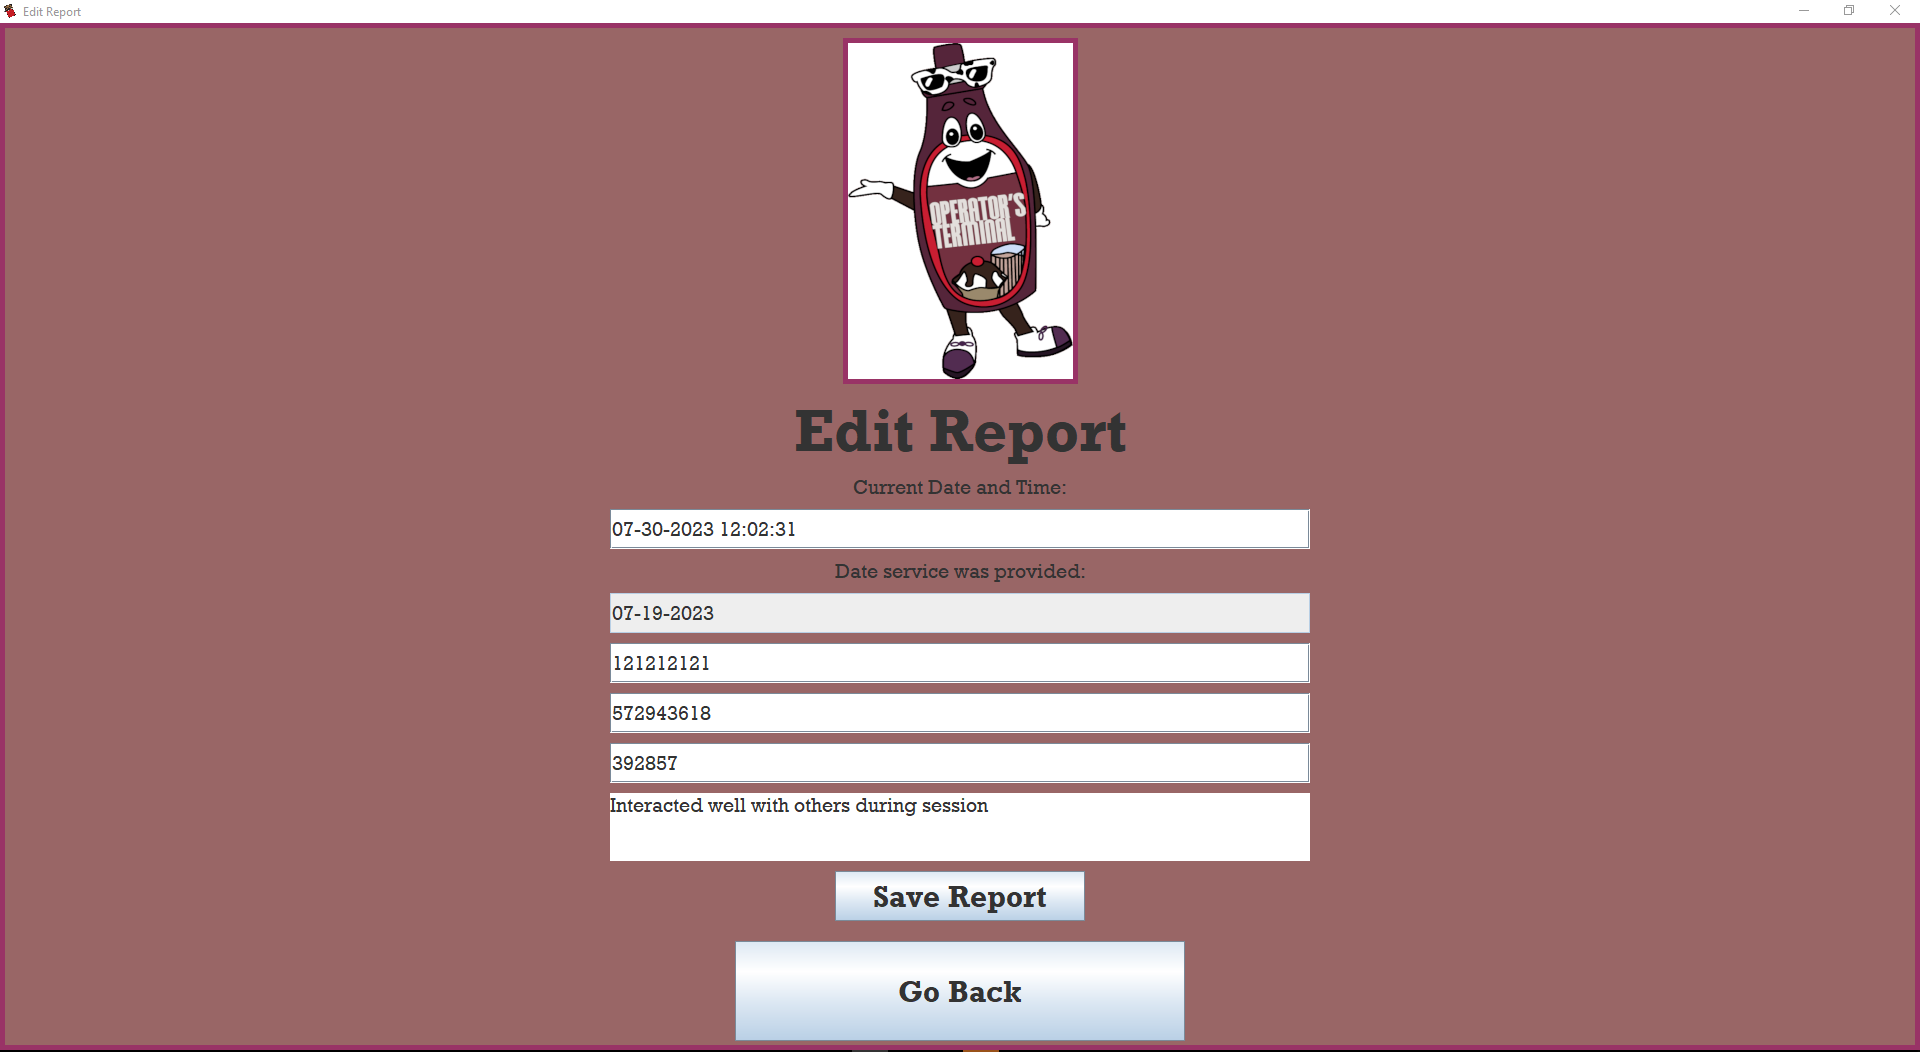 Edit Report
OPERATOR'S
TERMINAL
Edit Report
Current Date and Time:
07-30-2023 12:02:31
Date service was provided:
07-19-2023
121212121
572943618
392857
Interacted well with others during session
Save Report
Go Back